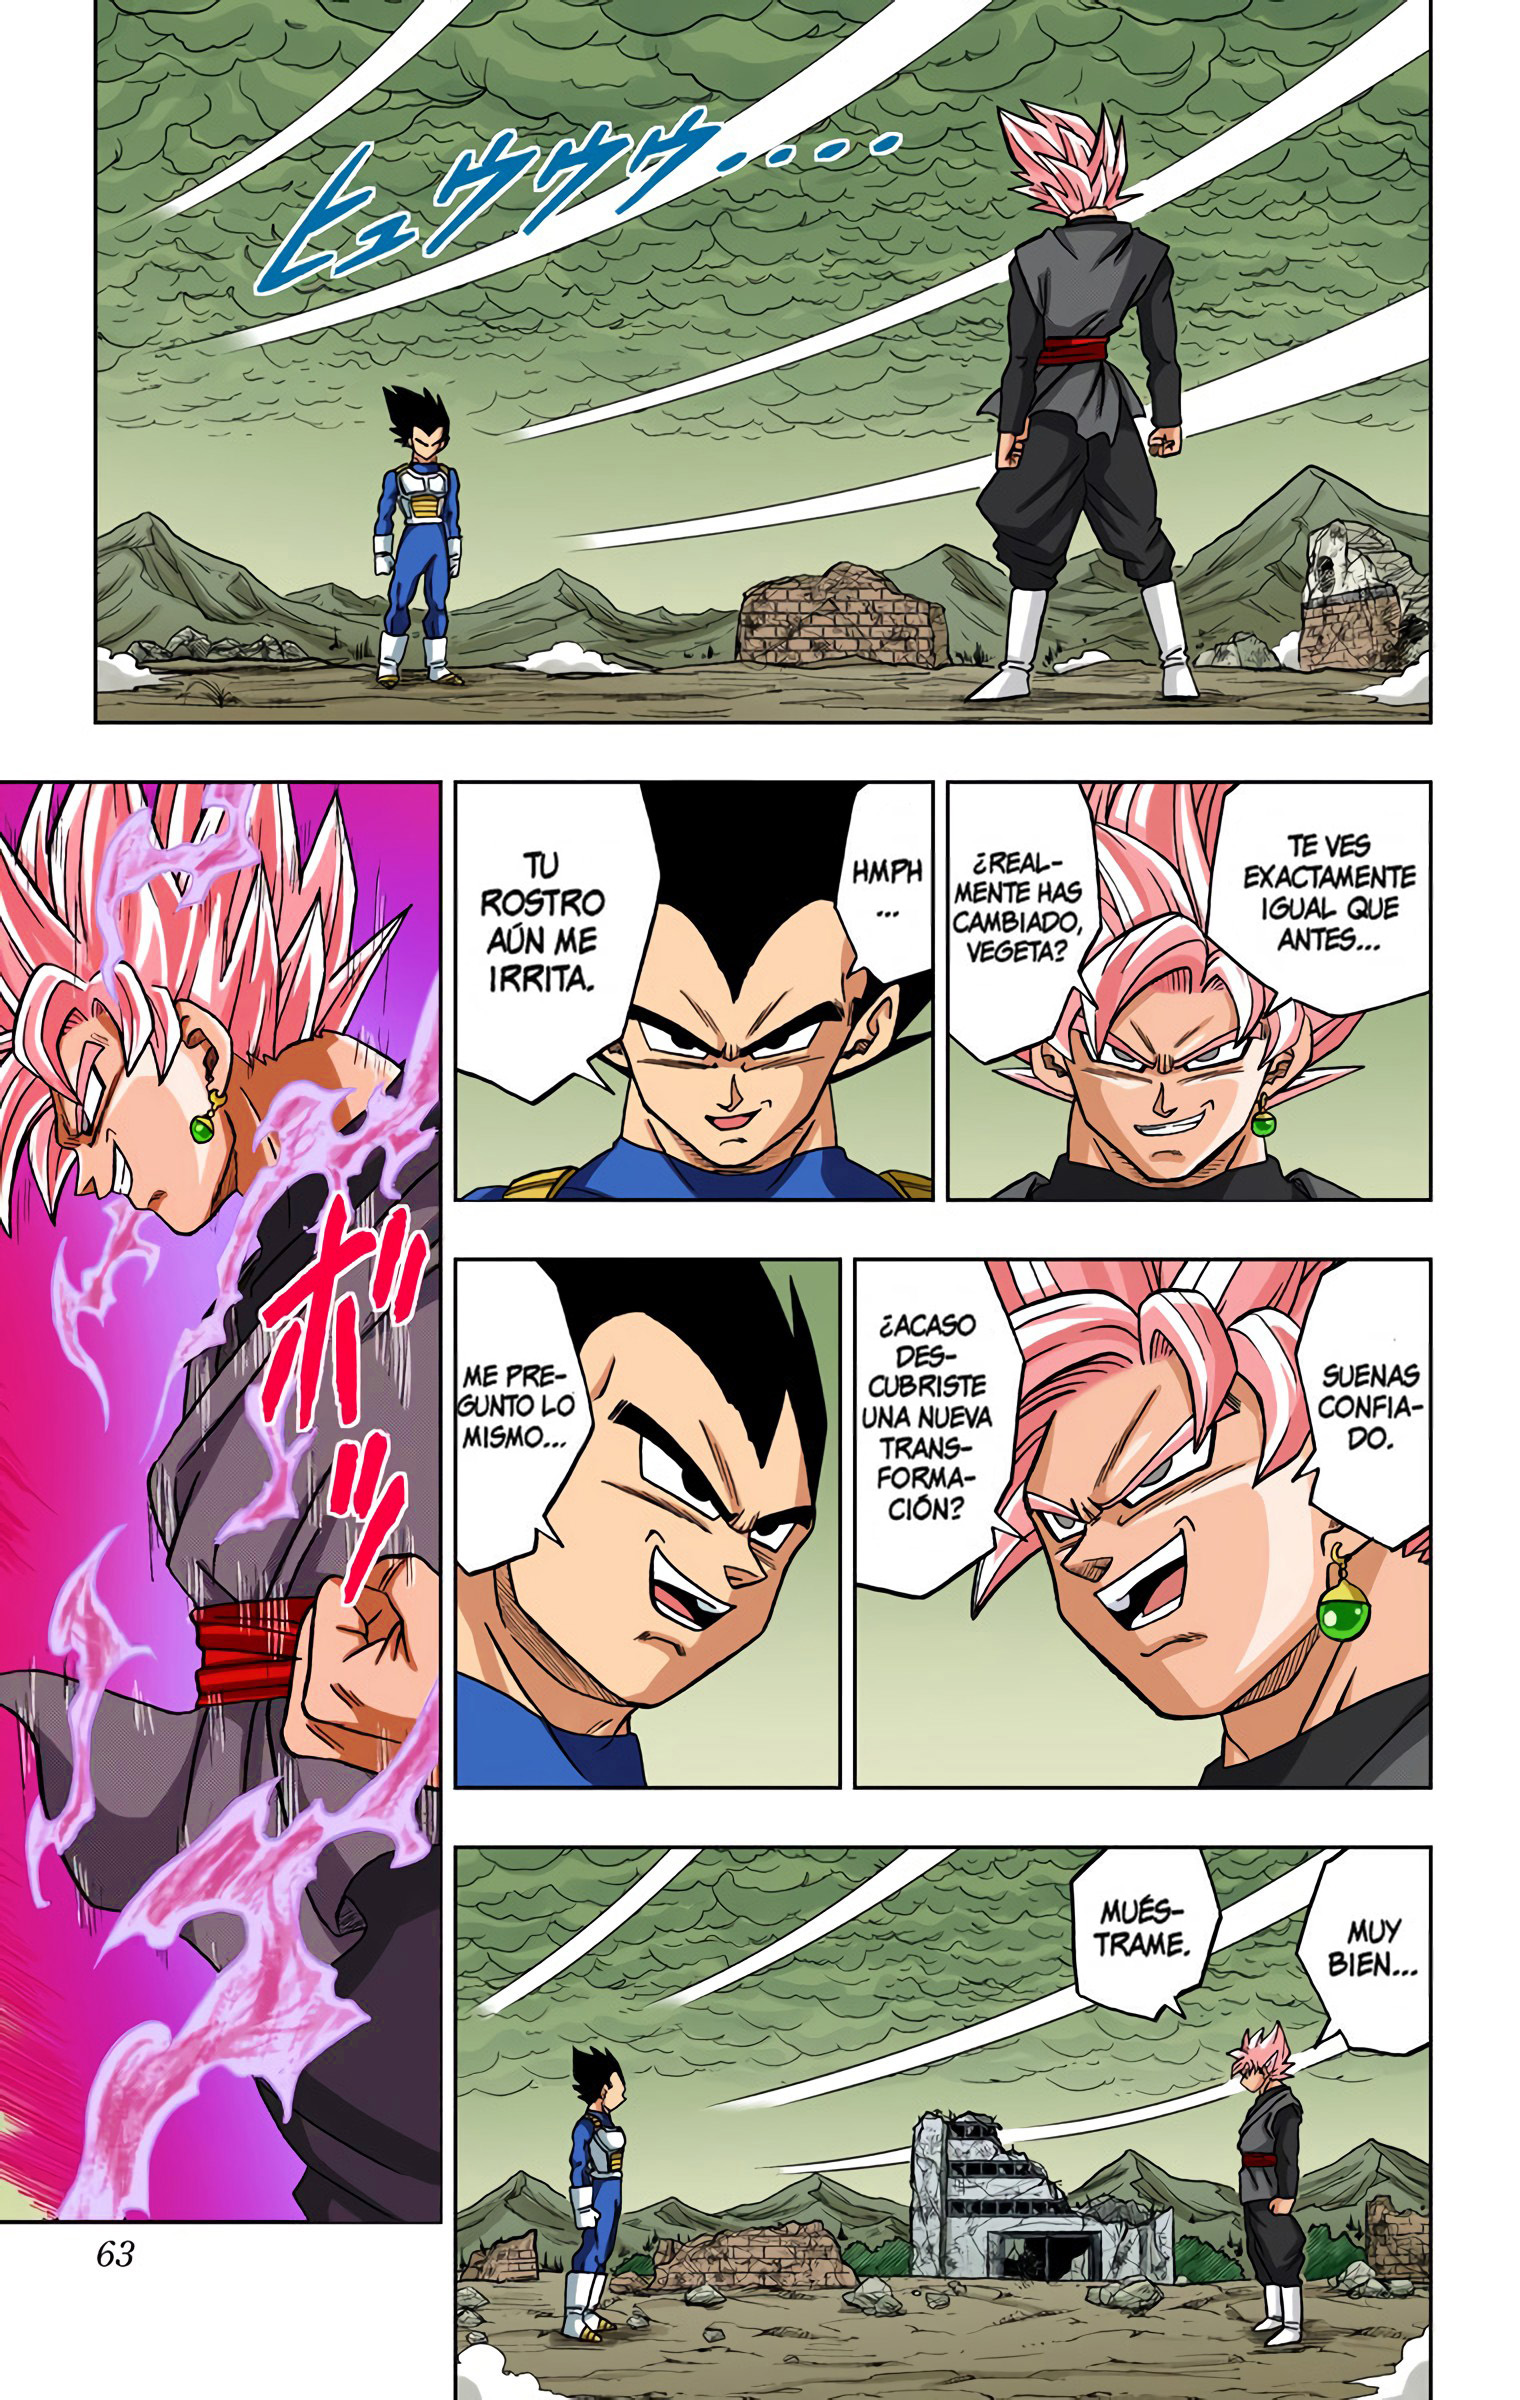 ヒュウウウ・・・・
TE VES
EXACTAMENTE
IGUAL QUE
ANTES...
¿REAL-
MENTE HAS
CAMBIADO,
VEGETA?
HMPH
...
TU
ROSTRO
AÚN ME
IRRITA.
SUENAS
CONFIA-
DO.
¿ACASO
DES-
CUBRISTE
UNA NUEVA
TRANS-
FORMA-
CIÓN?
ME PRE-
GUNTO LO
MISMO...
MUY
BIEN...
MUÉS-
TRAME.
ボッ
63